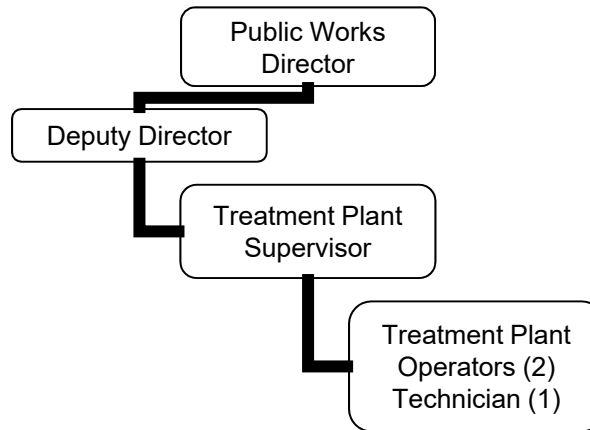 Public Works
Director
Deputy Director
Treatment Plant
Supervisor
Treatment Plant
Operators (2)
Technician (1)